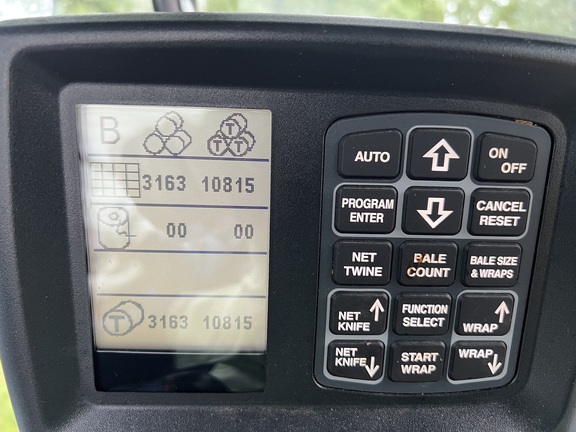 B
T
T T
3163 10815
00 00
T 3163 10815
AUTO
ON
OFF
PROGRAM
ENTER
CANCEL
RESET
NET
TWINE
BALE
COUNT
BALE SIZE
& WRAPS
NET
KNIFE
FUNCTION
SELECT
WRAP
NET
KNIFE
START
WRAP
WRAP